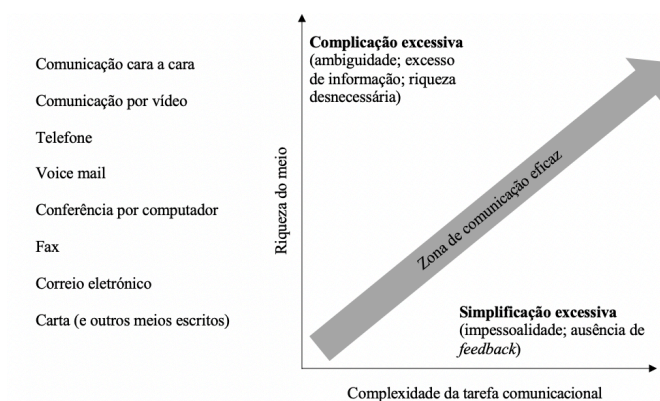 Comunicação cara a cara
Comunicação por vídeo
Telefone
Voice mail
Conferência por computador
Fax
Correio eletrónico
Carta (e outros meios escritos)
Riqueza do meio
Complicação excessiva
(ambiguidade; excesso
de informação; riqueza
desnecessária)
Zona de comunicação eficaz
Simplificação excessiva
(impessoalidade; ausência de
feedback)
Complexidade da tarefa comunicacional